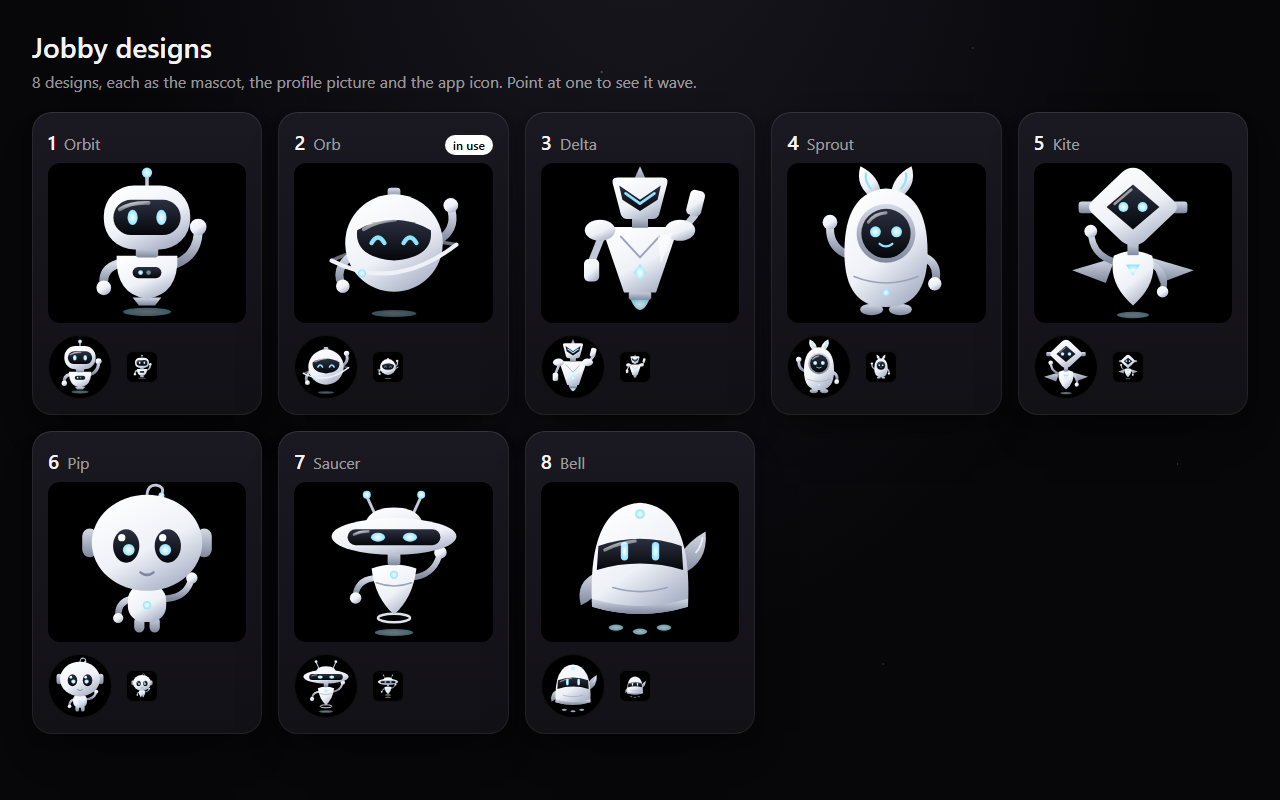 Jobby designs
8 designs, each as the mascot, the profile picture and the app icon. Point at one to see it wave.
1 Orbit
2 Orb in use
3 Delta
4 Sprout
5 Kite
6 Pip
7 Saucer
8 Bell